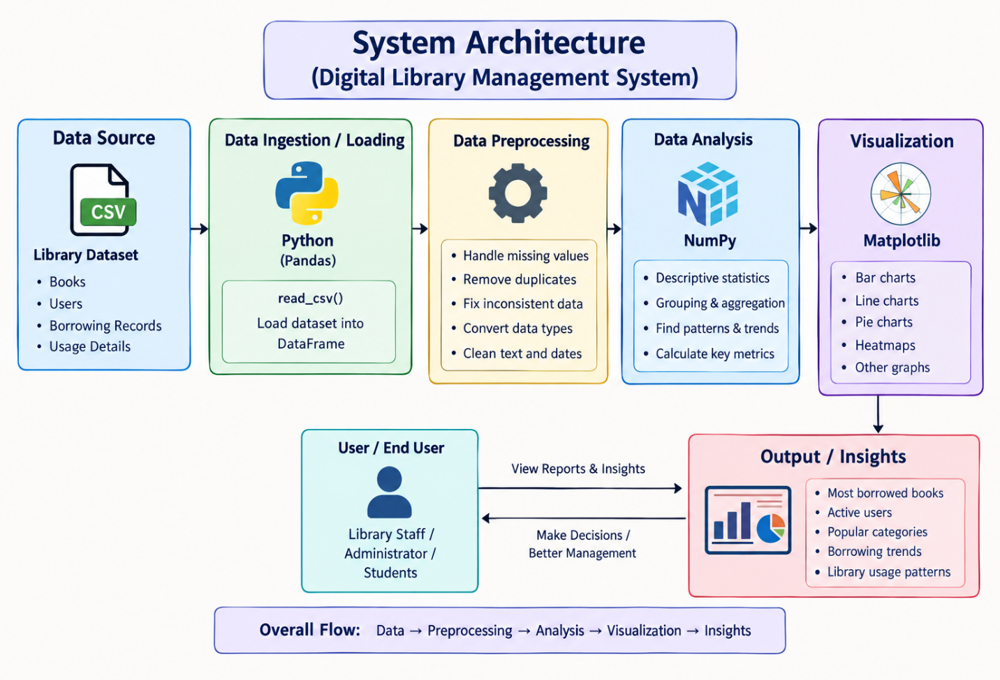 System Architecture
(Digital Library Management System)
Data Source
CSV
Library Dataset
• Books
• Users
• Borrowing Records
• Usage Details
Data Ingestion / Loading
Python
(Pandas)
read_csv()
Load dataset into
DataFrame
Data Preprocessing
• Handle missing values
• Remove duplicates
• Fix inconsistent data
• Convert data types
• Clean text and dates
Data Analysis
N
NumPy
• Descriptive statistics
• Grouping & aggregation
• Find patterns & trends
• Calculate key metrics
Visualization
Matplotlib
• Bar charts
• Line charts
• Pie charts
• Heatmaps
• Other graphs
User / End User
Library Staff /
Administrator /
Students
View Reports & Insights
Make Decisions /
Better Management
Output / Insights
• Most borrowed books
• Active users
• Popular categories
• Borrowing trends
• Library usage patterns
Overall Flow: Data → Preprocessing → Analysis → Visualization → Insights